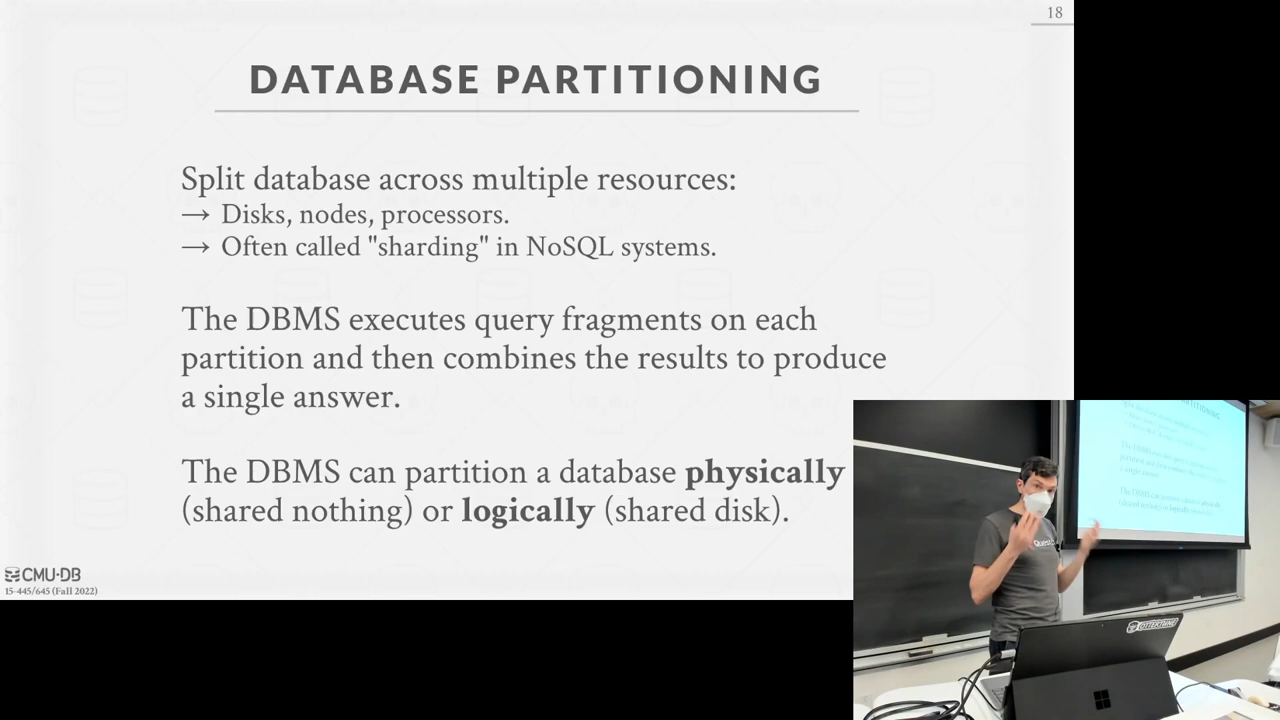 18
DATABASE PARTITIONING
Split database across multiple resources:
→ Disks, nodes, processors.
→ Often called "sharding" in NoSQL systems.
The DBMS executes query fragments on each
partition and then combines the results to produce
a single answer.
The DBMS can partition a database physically
(shared nothing) or logically (shared disk).
CMU·DB
15-445/645 (Fall 2022)